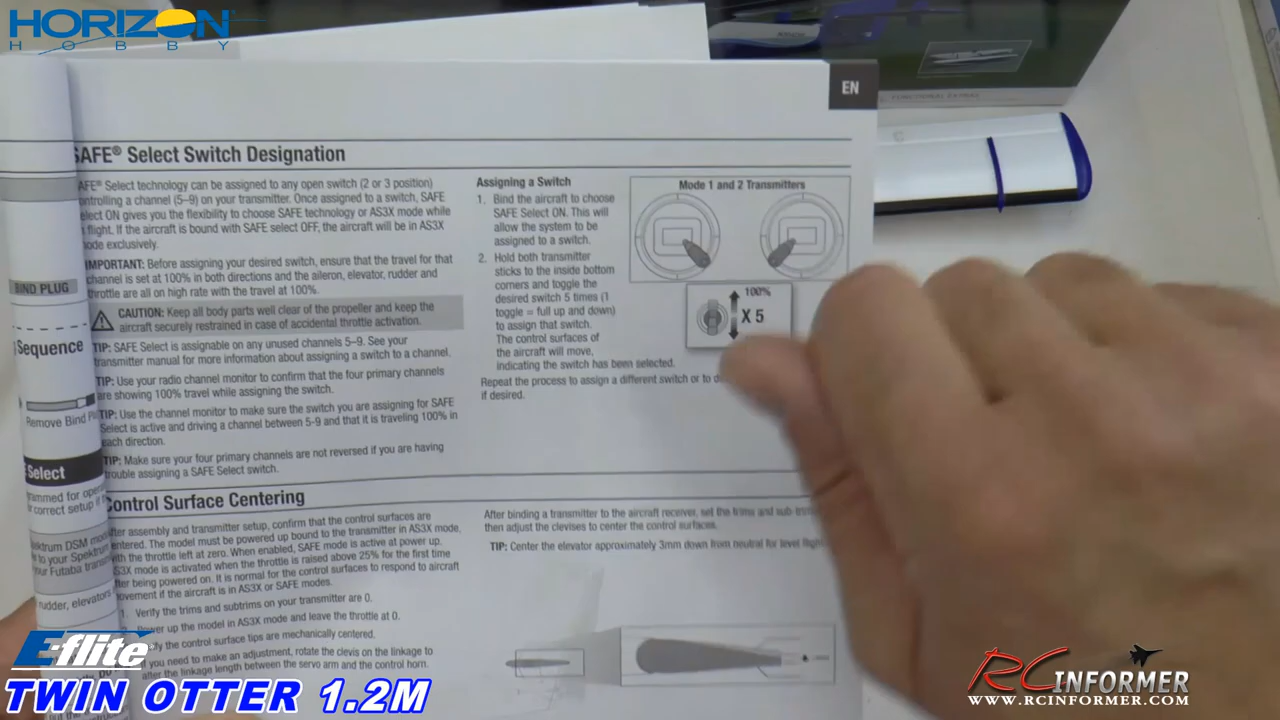 HORIZON
HOBBY
EN
SAFE® Select Switch Designation
AFE® Select technology can be assigned to any open switch (2 or 3 position)
ntrolling a channel (5–9) on your transmitter. Once assigned to a switch, SAFE
elect ON gives you the flexibility to choose SAFE technology or AS3X mode while
flight. If the aircraft is bound with SAFE select OFF, the aircraft will be in AS3X
ode exclusively.
IMPORTANT: Before assigning your desired switch, ensure that the travel for that
channel is set at 100% in both directions and the aileron, elevator, rudder and
throttle are all on high rate with the travel at 100%.
CAUTION: Keep all body parts well clear of the propeller and keep the
aircraft securely restrained in case of accidental throttle activation.
TIP: SAFE Select is assignable on any unused channels 5–9. See your
transmitter manual for more information about assigning a switch to a channel.
TIP: Use your radio channel monitor to confirm that the four primary channels
are showing 100% travel while assigning the switch.
TIP: Use the channel monitor to make sure the switch you are assigning for SAFE
Select is active and driving a channel between 5-9 and that it is traveling 100% in
each direction.
TIP: Make sure your four primary channels are not reversed if you are having
trouble assigning a SAFE Select switch.
Assigning a Switch
1. Bind the aircraft to choose
SAFE Select ON. This will
allow the system to be
assigned to a switch.
2. Hold both transmitter
sticks to the inside bottom
corners and toggle the
desired switch 5 times (1
toggle = full up and down)
to assign that switch.
The control surfaces of
the aircraft will move,
indicating the switch has been selected.
Repeat the process to assign a different switch or to
if desired.
Mode 1 and 2 Transmitters
100%
X 5
BIND PLUG
Sequence
Remove Bind
Select
Control Surface Centering
fter assembly and transmitter setup, confirm that the control surfaces are
entered. The model must be powered up bound to the transmitter in AS3X mode,
with the throttle left at zero. When enabled, SAFE mode is active at power up.
S3X mode is activated when the throttle is raised above 25% for the first time
fter being powered on. It is normal for the control surfaces to respond to aircraft
ovement if the aircraft is in AS3X or SAFE modes.
1. Verify the trims and subtrims on your transmitter are 0.
ower up the model in AS3X mode and leave the throttle at 0.
fy the control surface tips are mechanically centered.
you need to make an adjustment, rotate the clevis on the linkage to
after the linkage length between the servo arm and the control horn.
After binding a transmitter to the aircraft receiver, set the trims and sub-trims
then adjust the clevises to center the control surfaces.
TIP: Center the elevator approximately 3mm down from neutral for level flight
rudder, elevators
E-flite
TWIN OTTER 1.2M
RC INFORMER
WWW.RCINFORMER.COM